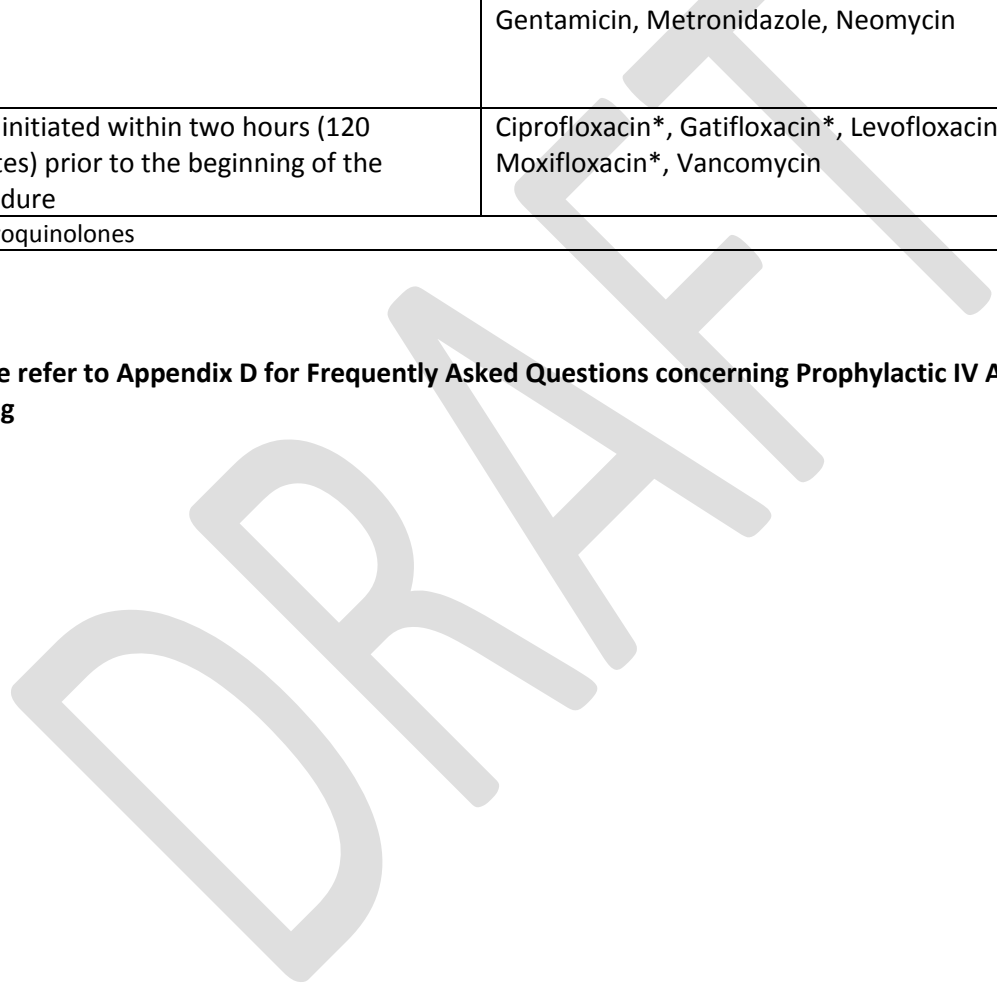 Gentamicin, Metronidazole, Neomycin
initiated within two hours (120
Ciprofloxacin*, Gatifloxacin*, Levofloxacin
tes) prior to the beginning of the
Moxifloxacin*, Vancomycin
dure
oquinolones
e refer to Appendix D for Frequently Asked Questions concerning Prophylactic IV A
g
DRAFT